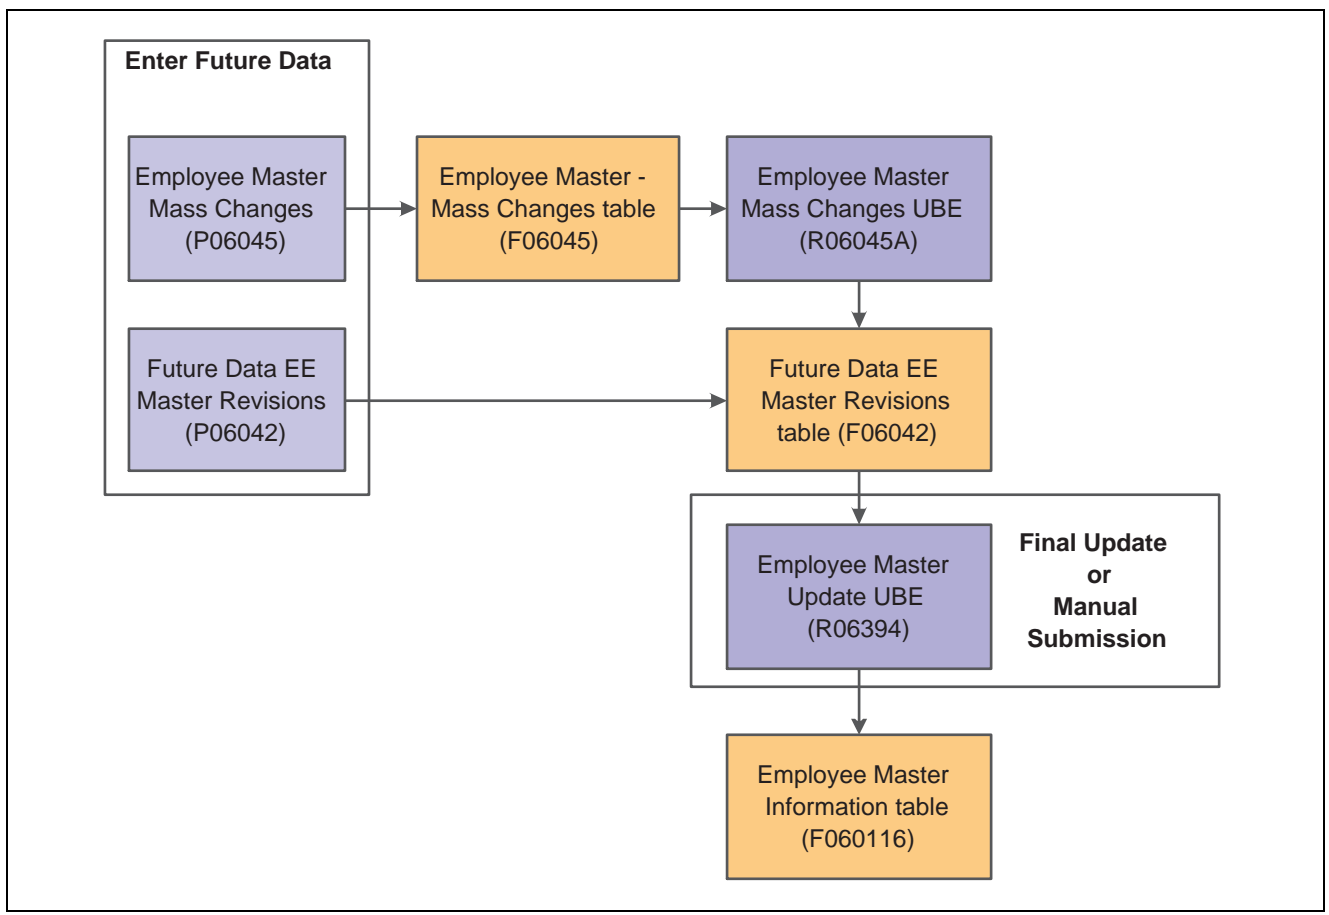 Enter Future Data
Employee Master
Mass Changes
(P06045)
Employee Master -
Mass Changes table
(F06045)
Employee Master
Mass Changes UBE
(R06045A)
Future Data EE
Master Revisions
(P06042)
Future Data EE
Master Revisions
table (F06042)
Employee Master
Update UBE
(R06394)
Final Update
or
Manual
Submission
Employee Master
Information table
(F060116)